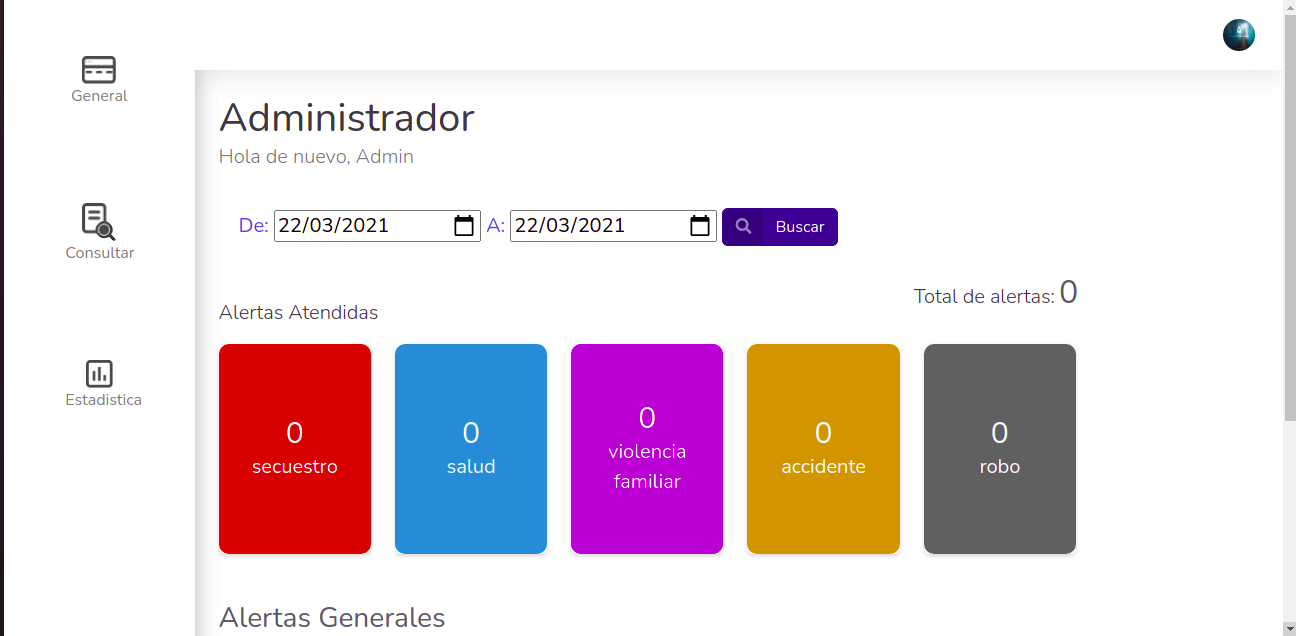 General
Consultar
Estadistica
Administrador
Hola de nuevo, Admin
De: 22/03/2021 A: 22/03/2021 Buscar
Total de alertas: 0
Alertas Atendidas
0
secuestro
0
salud
0
violencia
familiar
0
accidente
0
robo
Alertas Generales